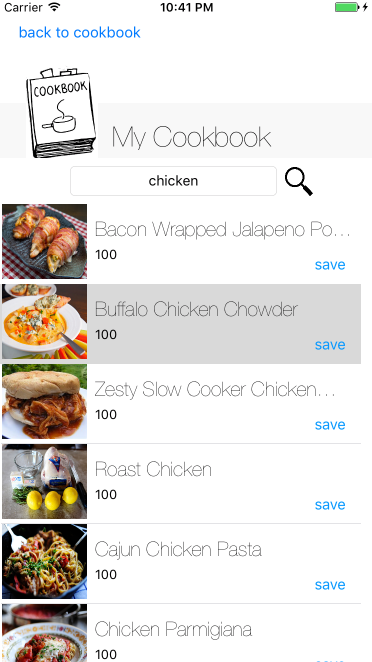 Carrier 10:41 PM
back to cookbook
COOKBOOK
My Cookbook
chicken
Bacon Wrapped Jalapeno Po...
100
save
Buffalo Chicken Chowder
100
save
Zesty Slow Cooker Chicken...
100
save
Roast Chicken
100
save
Cajun Chicken Pasta
100
save
Chicken Parmigiana
100